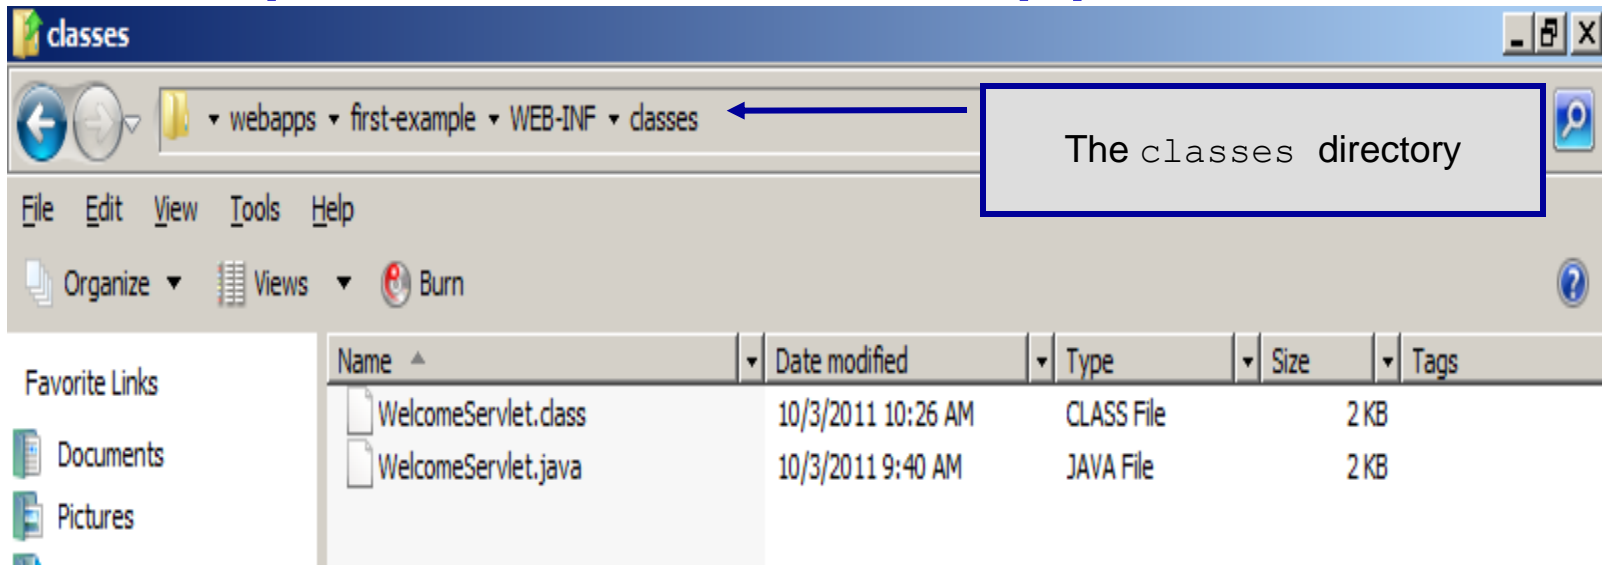 classes
webapps first-example WEB-INF classes
The classes directory
File Edit View Tools Help
Organize Views Burn
Favorite Links
Documents
Pictures
Name Date modified Type Size Tags
WelcomeServlet.class 10/3/2011 10:26 AM CLASS File 2 KB
WelcomeServlet.java 10/3/2011 9:40 AM JAVA File 2 KB